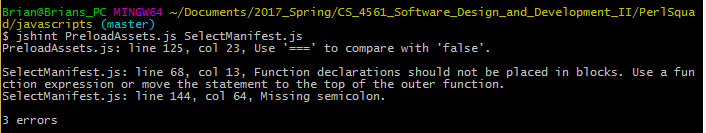 Brian@Brians_PC MINGW64 ~/Documents/2017_Spring/CS_4561_Software_Design_and_Development_II/PerlSqua
d/javascripts (master)
$ jshint PreloadAssets.js SelectManifest.js
PreloadAssets.js: line 125, col 23, Use '===' to compare with 'false'.
SelectManifest.js: line 68, col 13, Function declarations should not be placed in blocks. Use a fun
ction expression or move the statement to the top of the outer function.
SelectManifest.js: line 144, col 64, Missing semicolon.
3 errors